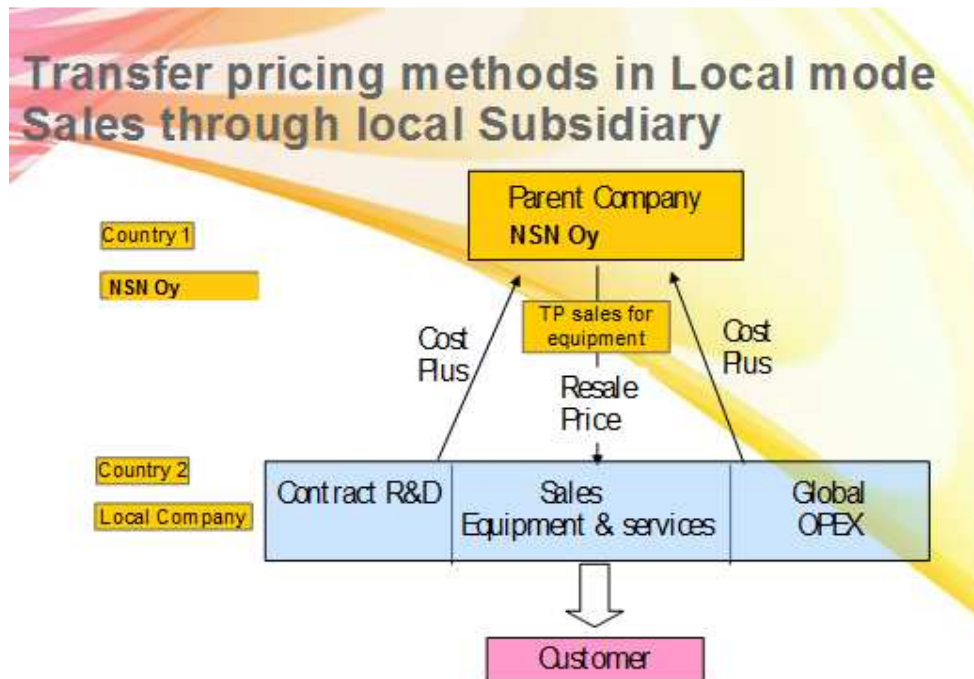 Transfer pricing methods in Local mode
Sales through local Subsidiary
Parent Company
NSN Oy
Country 1
NSN Oy
TP sales for
equipment
Cost
Plus
Cost
Plus
Resale
Price
Country 2
Local Company
Contract R&D
Sales
Equipment & services
Global
OPEX
Customer